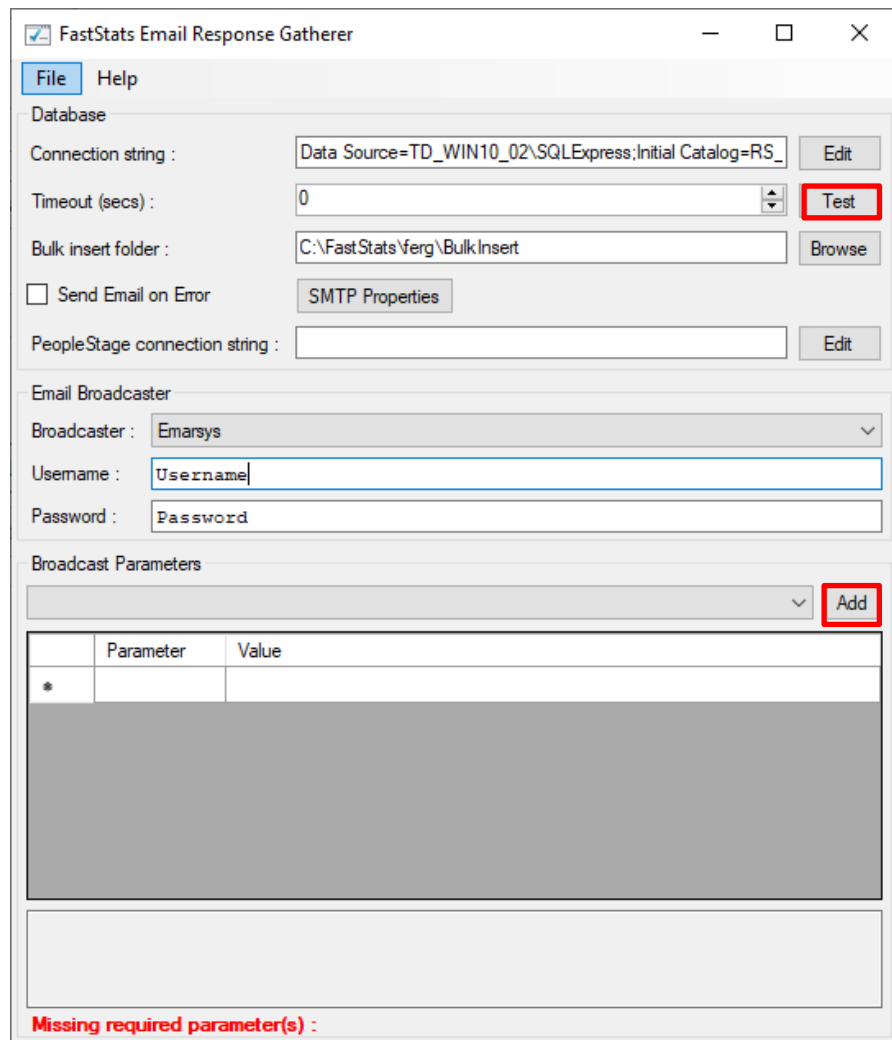 FastStats Email Response Gatherer
File Help
Database
Connection string : Data Source=TD_WIN10_02\SQLExpress;Initial Catalog=RS_ Edit
Timeout (secs) : 0 Test
Bulk insert folder : C:\FastStats\ferg\BulkInsert Browse
Send Email on Error SMTP Properties
PeopleStage connection string : Edit
Email Broadcaster
Broadcaster : Emarsys
Username : Username
Password : Password
Broadcast Parameters
Add
Parameter Value
*
Missing required parameter(s) :